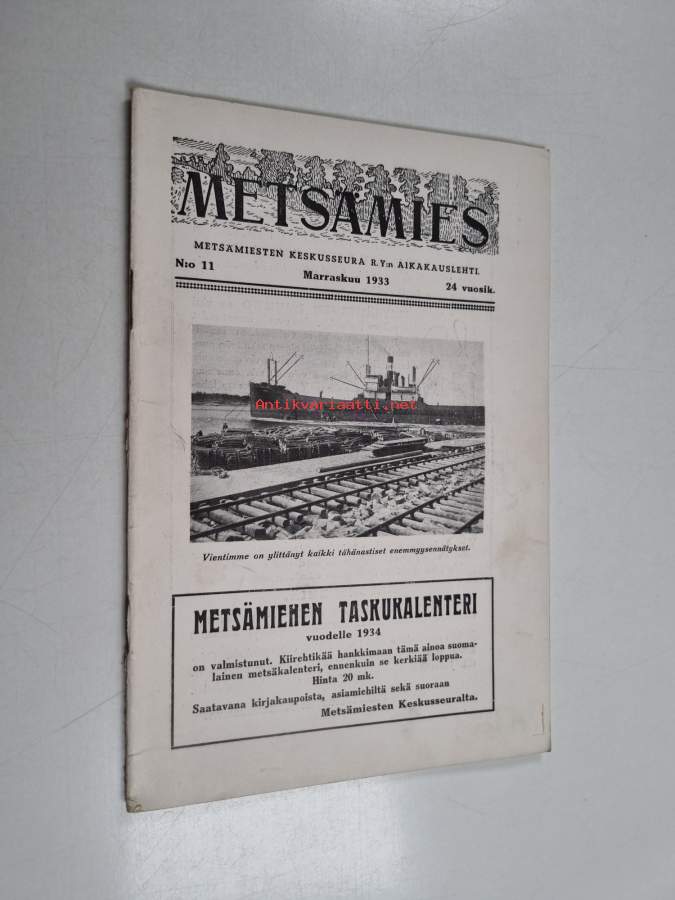 METSÄMIES
METSÄMIESTEN KESKUSSEURA R.Y:n AIKAKAUSLEHTI.
N:o 11 Marraskuu 1933 24 vuosik.
Antikvariaatti.net
Vientimme on ylittänyt kaikki tähänastiset enemmyysennätykset.
METSÄMIEHEN TASKUKALENTERI
vuodelle 1934
on valmistunut. Kiirehtikää hankkimaan tämä ainoa suoma-
lainen metsäkalenteri, ennenkuin se kerkiää loppua.
Hinta 20 mk.
Saatavana kirjakaupoista, asiamiehiltä sekä suoraan
Metsämiesten Keskusseuralta.